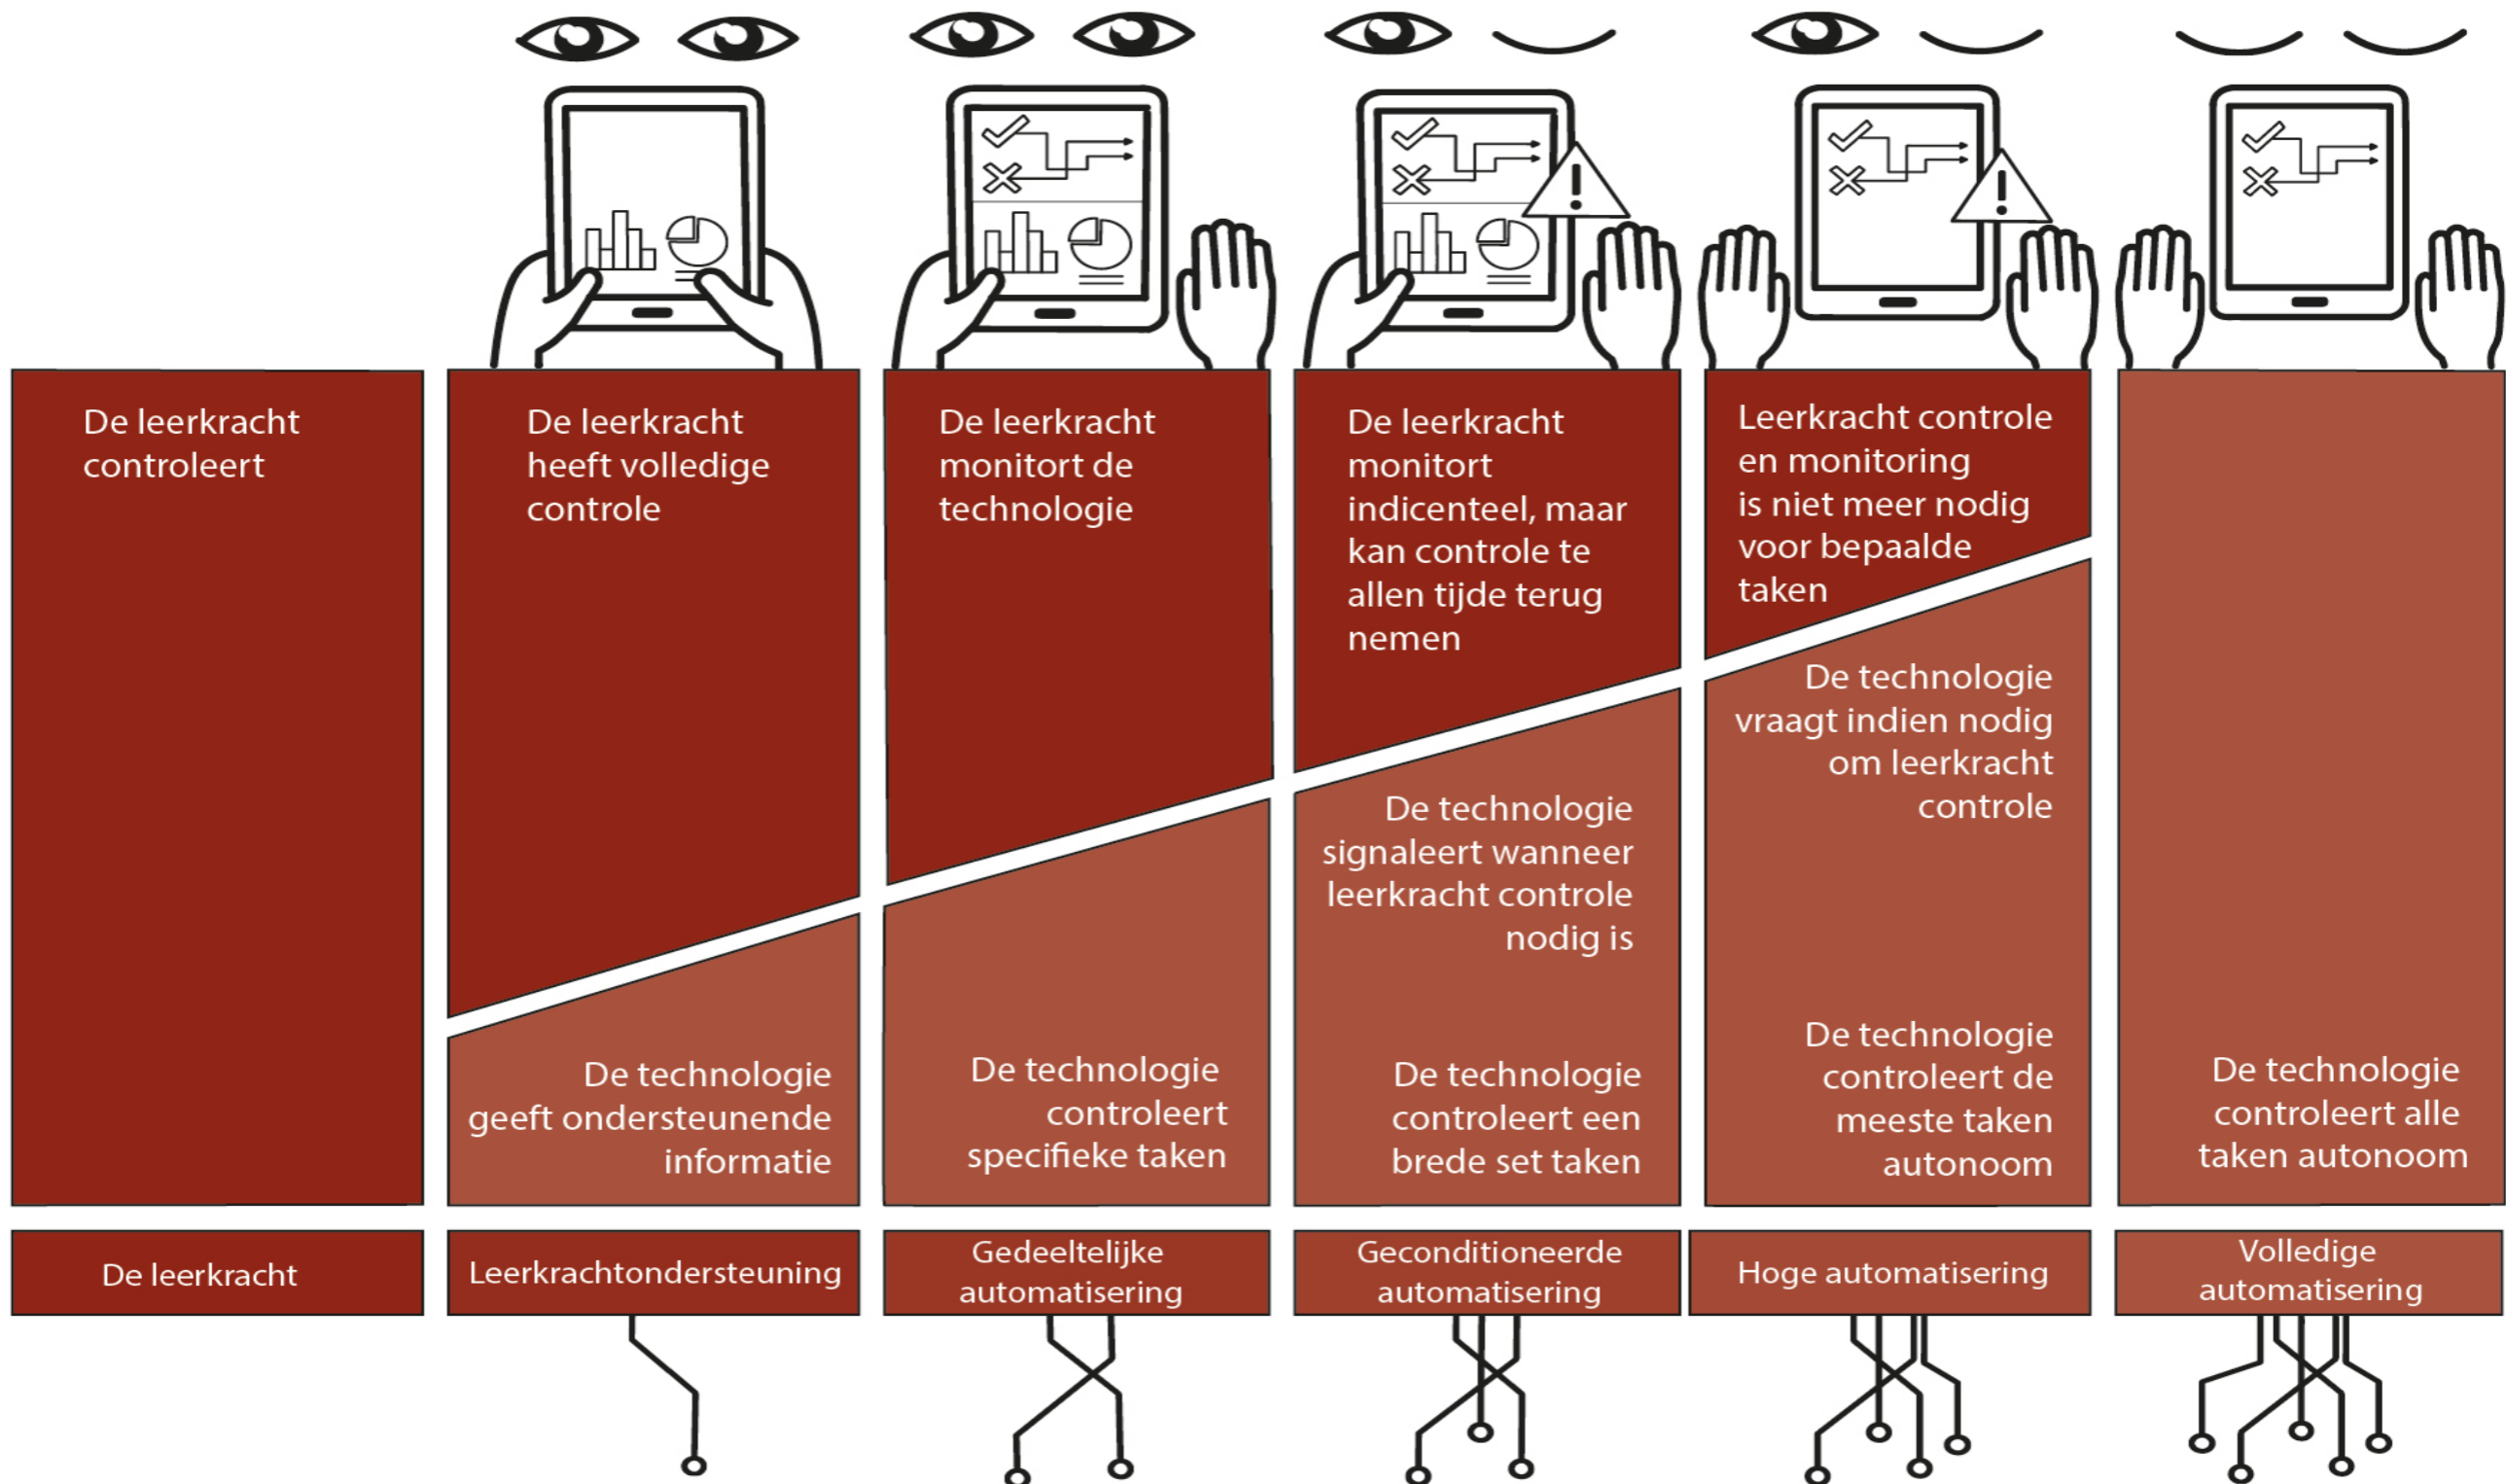 De leerkracht
controleert
De leerkracht
heeft volledige
controle
De technologie
geeft ondersteunende
informatie
De leerkracht
monitort de
technologie
De technologie
controleert
specifieke taken
De leerkracht
monitort
indicenteel, maar
kan controle te
allen tijde terug
nemen
De technologie
signaleert wanneer
leerkracht controle
nodig is
De technologie
controleert een
brede set taken
Leerkracht controle
en monitoring
is niet meer nodig
voor bepaalde
taken
De technologie
vraagt indien nodig
om leerkracht
controle
De technologie
controleert de
meeste taken
autonoom
De technologie
controleert alle
taken autonoom
De leerkracht
Leerkrachtondersteuning
Gedeeltelijke
automatisering
Geconditioneerde
automatisering
Hoge automatisering
Volledige
automatisering